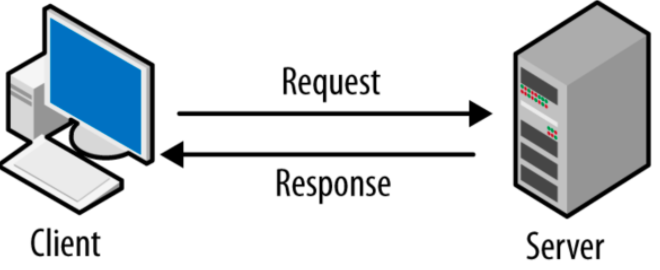 Request
Response
Client
Server